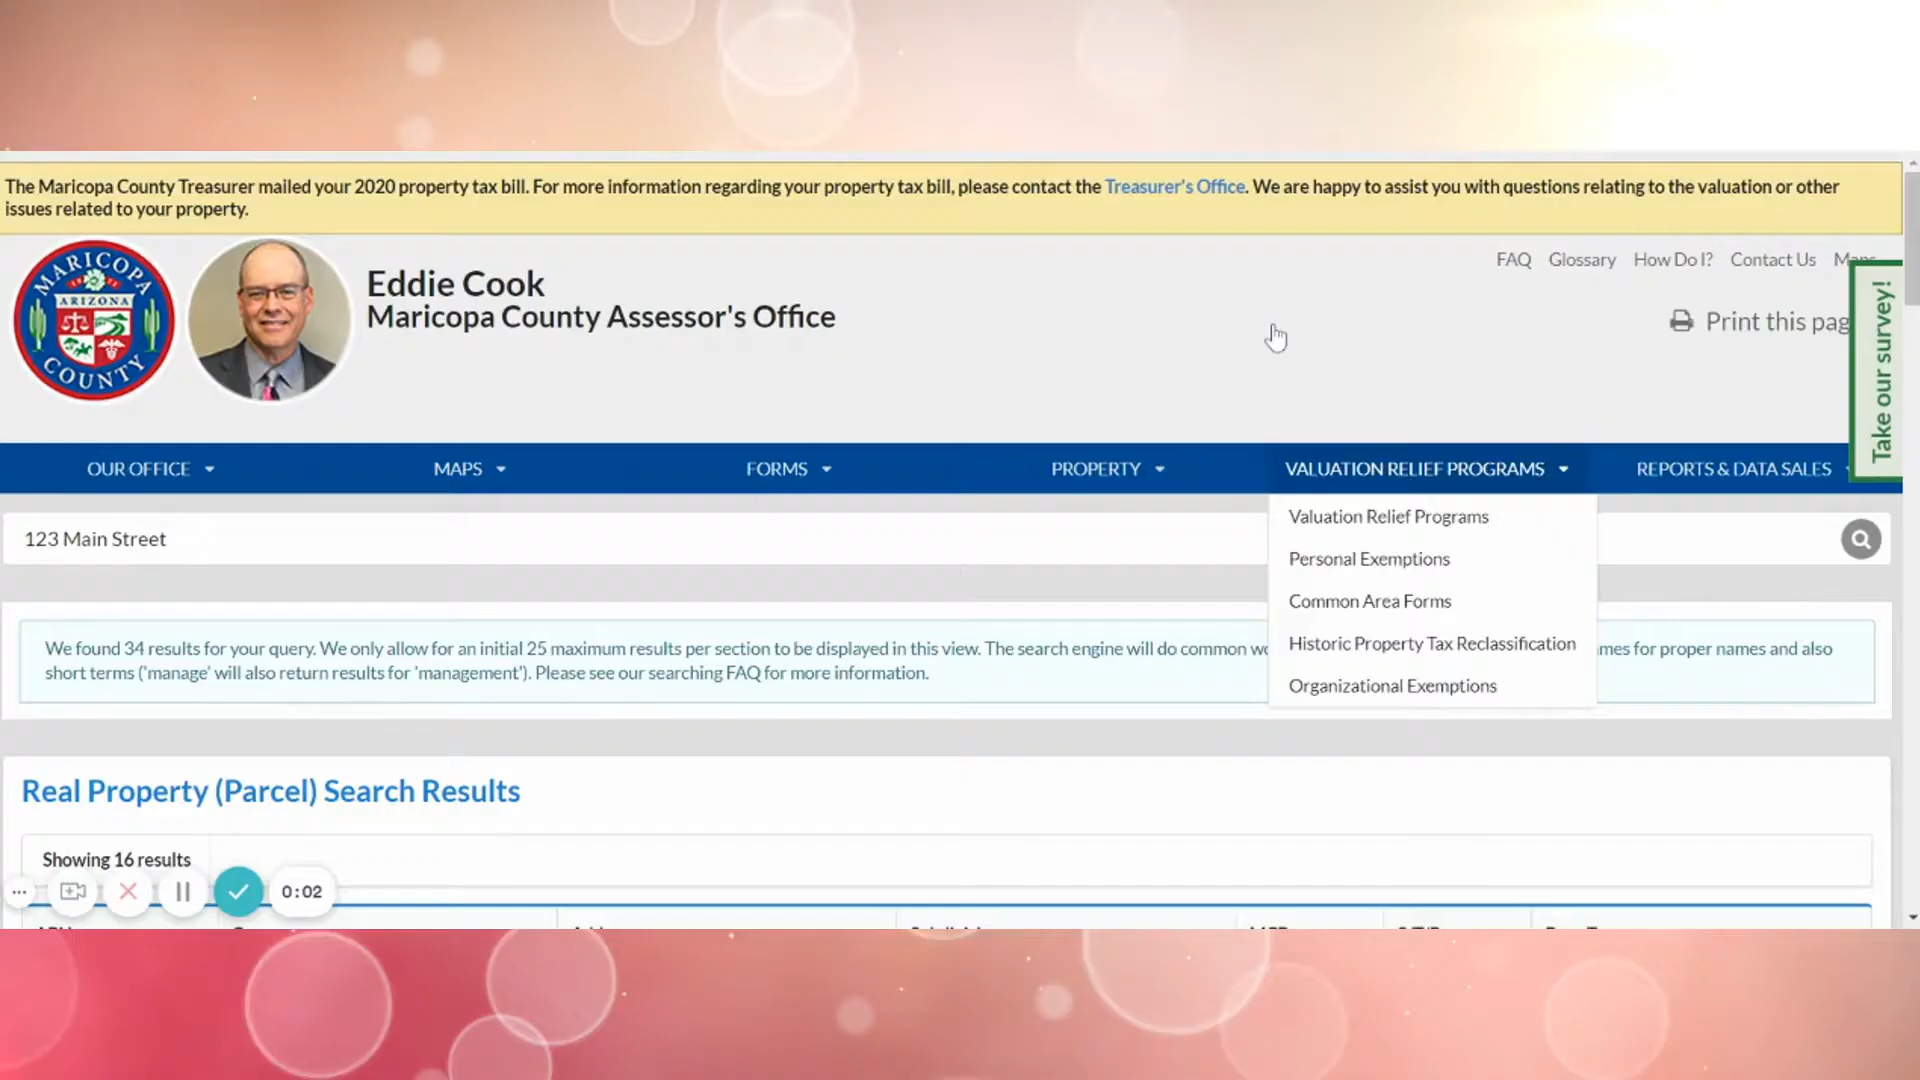 The Maricopa County Treasurer mailed your 2020 property tax bill. For more information regarding your property tax bill, please contact the Treasurer's Office. We are happy to assist you with questions relating to the valuation or other
issues related to your property.
MARICOPA
ARIZONA
COUNTY
Eddie Cook
Maricopa County Assessor's Office
FAQ Glossary How Do I? Contact Us Maps
Print this pag
Take our survey!
OUR OFFICE MAPS FORMS PROPERTY VALUATION RELIEF PROGRAMS REPORTS & DATA SALES
123 Main Street
Valuation Relief Programs
Personal Exemptions
Common Area Forms
Historic Property Tax Reclassification
Organizational Exemptions
We found 34 results for your query. We only allow for an initial 25 maximum results per section to be displayed in this view. The search engine will do common wo mes for proper names and also
short terms ('manage' will also return results for 'management'). Please see our searching FAQ for more information.
Real Property (Parcel) Search Results
Showing 16 results
0:02